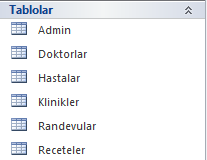 Tablolar
Admin
Doktorlar
Hastalar
Klinikler
Randevular
Receteler